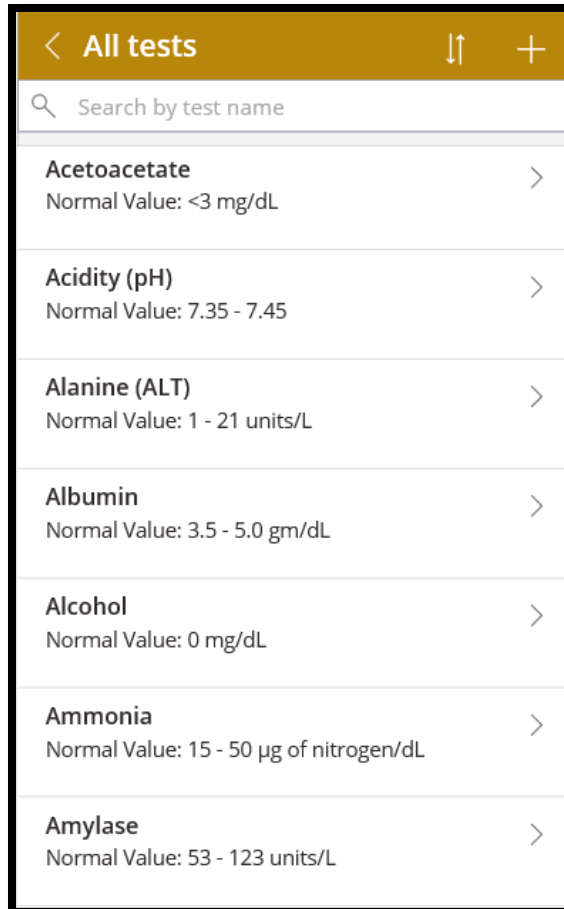 All tests
Search by test name
Acetoacetate
Normal Value: <3 mg/dL
Acidity (pH)
Normal Value: 7.35 - 7.45
Alanine (ALT)
Normal Value: 1 - 21 units/L
Albumin
Normal Value: 3.5 - 5.0 gm/dL
Alcohol
Normal Value: 0 mg/dL
Ammonia
Normal Value: 15 - 50 µg of nitrogen/dL
Amylase
Normal Value: 53 - 123 units/L